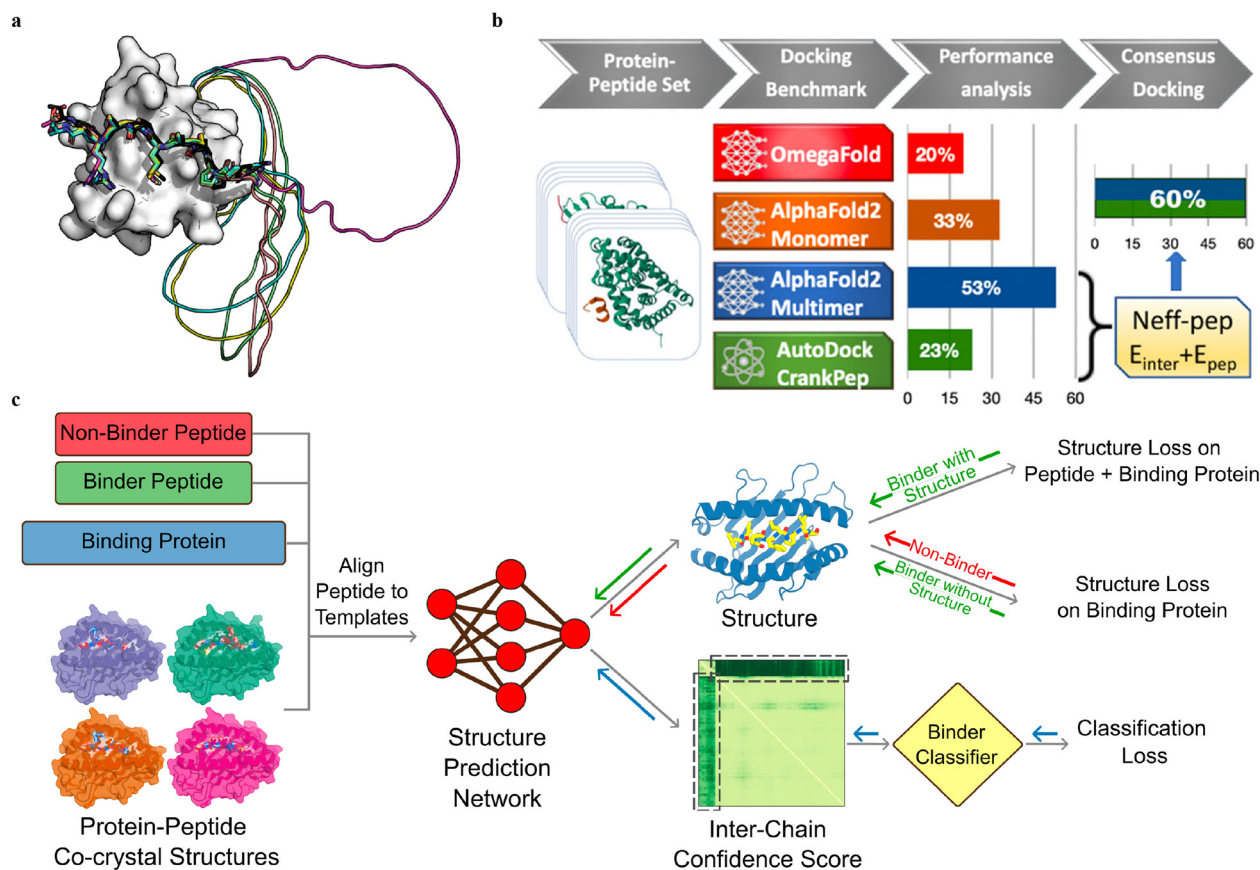 a
b
Protein-
Peptide Set
Docking
Benchmark
Performance
analysis
Consensus
Docking
OmegaFold
20%
AlphaFold2
Monomer
33%
AlphaFold2
Multimer
53%
AutoDock
CrankPep
23%
0 15 30 45 60
60%
0 15 30 45 60
Neff-pep
E_inter+E_pep
c
Non-Binder Peptide
Binder Peptide
Binding Protein
Align
Peptide to
Templates
Protein-Peptide
Co-crystal Structures
Structure
Prediction
Network
Structure
Binder with
Structure
Structure Loss on
Peptide + Binding Protein
Non-Binder
Binder without
Structure
Structure Loss
on Binding Protein
Inter-Chain
Confidence Score
Binder
Classifier
Classification
Loss